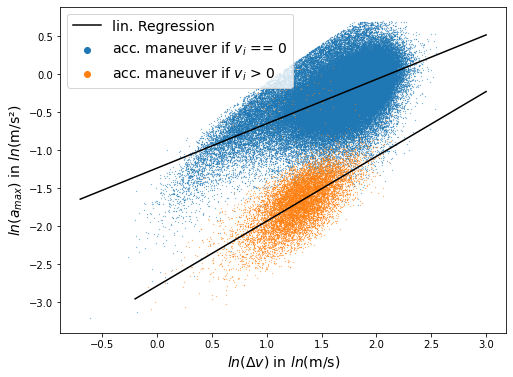 lin. Regression
acc. maneuver if v_i == 0
acc. maneuver if v_i > 0
ln(a_max) in ln(m/s²)
0.5
0.0
−0.5
−1.0
−1.5
−2.0
−2.5
−3.0
−0.5 0.0 0.5 1.0 1.5 2.0 2.5 3.0
ln(Δv) in ln(m/s)